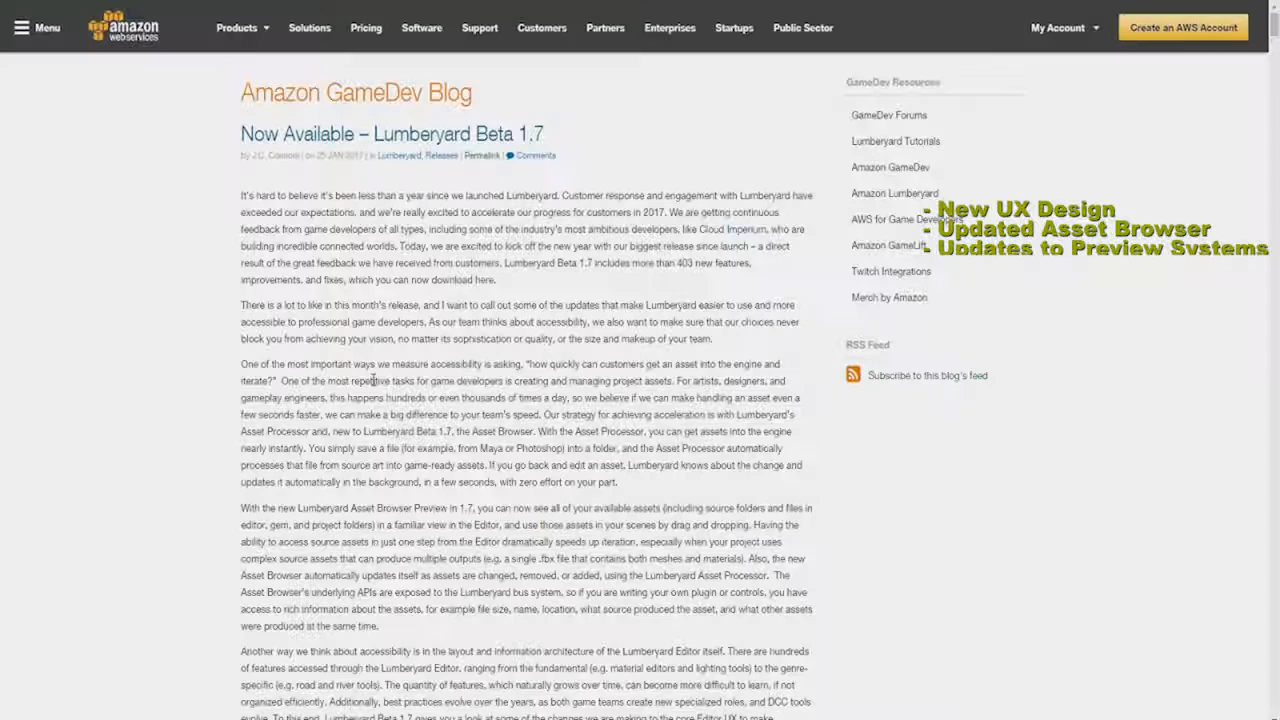 Menu
amazon
webservices
Products
Solutions
Pricing
Software
Support
Customers
Partners
Enterprises
Startups
Public Sector
My Account
Create an AWS Account
Amazon GameDev Blog
Now Available – Lumberyard Beta 1.7
by J.C. Connors | on 25 JAN 2017 | in Lumberyard, Releases | Permalink | Comments
It's hard to believe it's been less than a year since we launched Lumberyard. Customer response and engagement with Lumberyard have
exceeded our expectations, and we're really excited to accelerate our progress for customers in 2017. We are getting continuous
feedback from game developers of all types, including some of the industry's most ambitious developers, like Cloud Imperium, who are
building incredible connected worlds. Today, we are excited to kick off the new year with our biggest release since launch – a direct
result of the great feedback we have received from customers. Lumberyard Beta 1.7 includes more than 403 new features,
improvements, and fixes, which you can now download here.
There is a lot to like in this month's release, and I want to call out some of the updates that make Lumberyard easier to use and more
accessible to professional game developers. As our team thinks about accessibility, we also want to make sure that our choices never
block you from achieving your vision, no matter its sophistication or quality, or the size and makeup of your team.
One of the most important ways we measure accessibility is asking, "how quickly can customers get an asset into the engine and
iterate?" One of the most repetitive tasks for game developers is creating and managing project assets. For artists, designers, and
gameplay engineers, this happens hundreds or even thousands of times a day, so we believe if we can make handling an asset even a
few seconds faster, we can make a big difference to your team's speed. Our strategy for achieving acceleration is with Lumberyard's
Asset Processor and, new to Lumberyard Beta 1.7, the Asset Browser. With the Asset Processor, you can get assets into the engine
nearly instantly. You simply save a file (for example, from Maya or Photoshop) into a folder, and the Asset Processor automatically
processes that file from source art into game-ready assets. If you go back and edit an asset, Lumberyard knows about the change and
updates it automatically in the background, in a few seconds, with zero effort on your part.
With the new Lumberyard Asset Browser Preview in 1.7, you can now see all of your available assets (including source folders and files in
editor, gem, and project folders) in a familiar view in the Editor, and use those assets in your scenes by drag and dropping. Having the
ability to access source assets in just one step from the Editor dramatically speeds up iteration, especially when your project uses
complex source assets that can produce multiple outputs (e.g. a single .fbx file that contains both meshes and materials). Also, the new
Asset Browser automatically updates itself as assets are changed, removed, or added, using the Lumberyard Asset Processor. The
Asset Browser's underlying APIs are exposed to the Lumberyard bus system, so if you are writing your own plugin or controls, you have
access to rich information about the assets, for example file size, name, location, what source produced the asset, and what other assets
were produced at the same time.
Another way we think about accessibility is in the layout and information architecture of the Lumberyard Editor itself. There are hundreds
of features accessed through the Lumberyard Editor, ranging from the fundamental (e.g. material editors and lighting tools) to the genre-
specific (e.g. road and river tools). The quantity of features, which naturally grows over time, can become more difficult to learn, if not
organized efficiently. Additionally, best practices evolve over the years, as both game teams create new specialized roles, and DCC tools
evolve. To this end, Lumberyard Beta 1.7 gives you a look at some of the changes we are making to the core Editor UX to make
GameDev Resources
GameDev Forums
Lumberyard Tutorials
Amazon GameDev
Amazon Lumberyard
AWS for Game Developers
Amazon GameLift
Twitch Integrations
Merch by Amazon
- New UX Design
- Updated Asset Browser
- Updates to Preview Systems
RSS Feed
Subscribe to this blog's feed